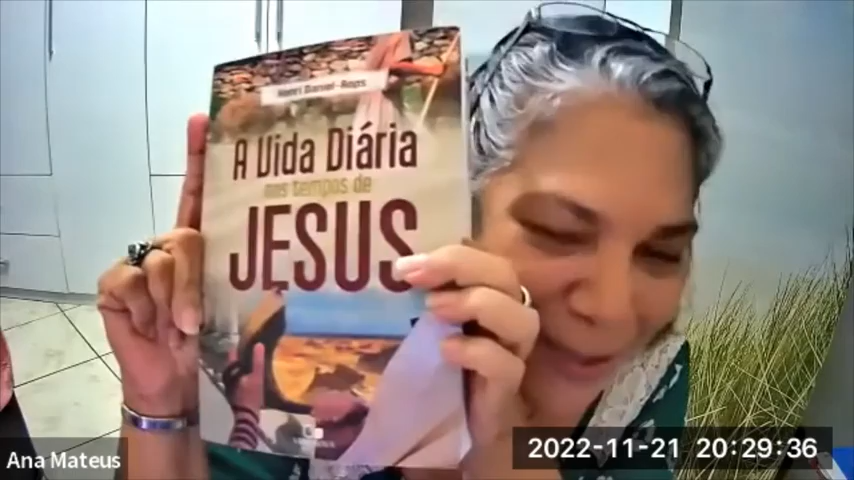 Henri Daniel-Rops
A Vida Diária
nos tempos de
JESUS
Ana Mateus
2022-11-21 20:29:36